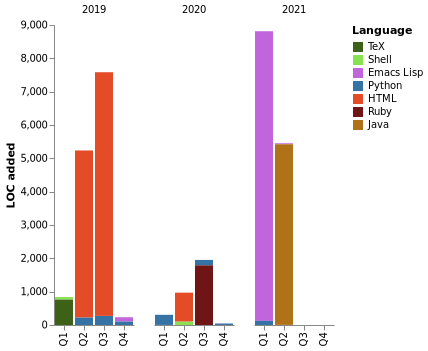 2019 2020 2021
Language
TeX
Shell
Emacs Lisp
Python
HTML
Ruby
Java
LOC added
9,000
8,000
7,000
6,000
5,000
4,000
3,000
2,000
1,000
0
Q1 Q2 Q3 Q4 Q1 Q2 Q3 Q4 Q1 Q2 Q3 Q4